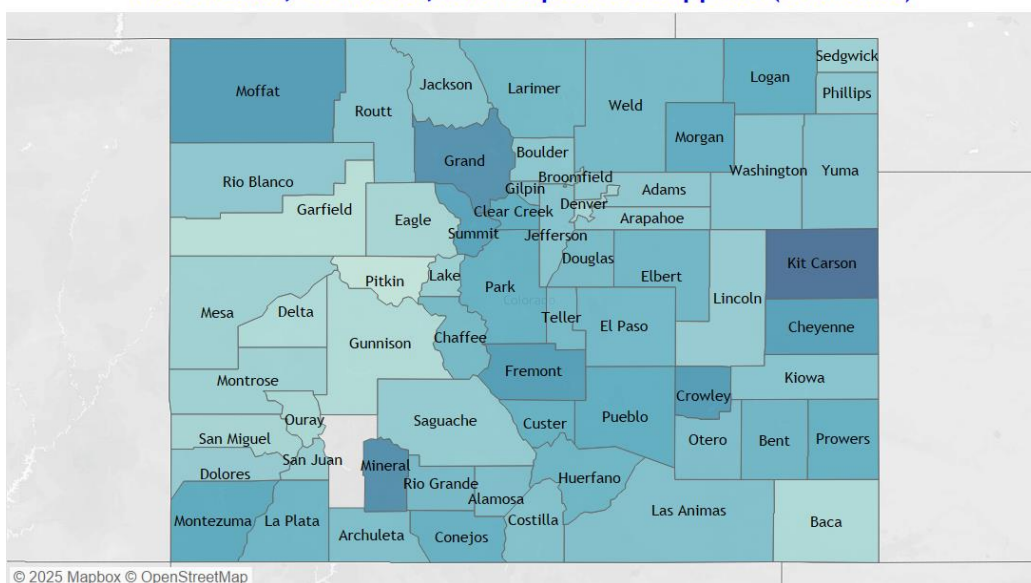 Sedgwick
Logan
Moffat
Jackson
Larimer
Phillips
Weld
Routt
Morgan
Boulder
Grand
Washington
Yuma
Broomfield
Rio Blanco
Gilpin
Adams
Denver
Garfield
Clear Creek
Arapahoe
Eagle
Summit
Jefferson
Douglas
Kit Carson
Elbert
Lake
Pitkin
Park
Lincoln
Colorado
Mesa
Delta
Teller
El Paso
Cheyenne
Chaffee
Gunnison
Fremont
Montrose
Kiowa
Crowley
Ouray
Saguache
Custer
Pueblo
San Miguel
Otero
Bent
Prowers
San Juan
Mineral
Dolores
Huerfano
Rio Grande
Alamosa
Las Animas
Montezuma
La Plata
Costilla
Baca
Archuleta
Conejos
© 2025 Mapbox © OpenStreetMap